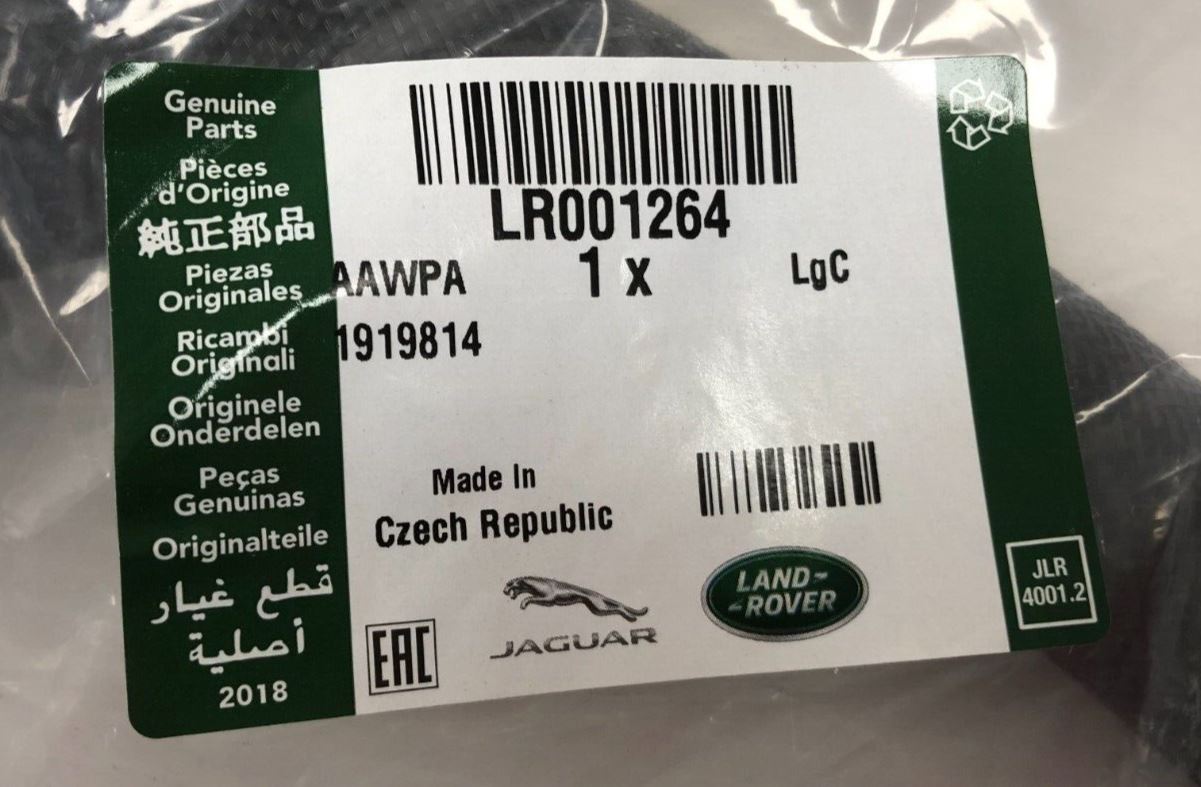 Genuine
Parts
Pièces
d'Origine
純正部品
Piezas
Originales
Ricambi
Originali
Originele
Onderdelen
Peças
Genuinas
Originalteile
قطع غيار
أصلية
2018
LR001264
AAWPA 1 x LgC
1919814
Made In
Czech Republic
EAC
JAGUAR
LAND-
-ROVER
JLR
4001.2